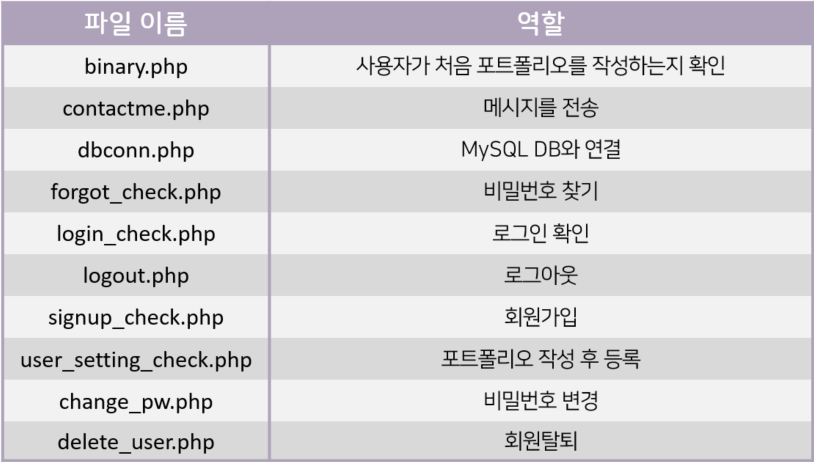 파일 이름 역할
binary.php 사용자가 처음 포트폴리오를 작성하는지 확인
contactme.php 메시지를 전송
dbconn.php MySQL DB와 연결
forgot_check.php 비밀번호 찾기
login_check.php 로그인 확인
logout.php 로그아웃
signup_check.php 회원가입
user_setting_check.php 포트폴리오 작성 후 등록
change_pw.php 비밀번호 변경
delete_user.php 회원탈퇴